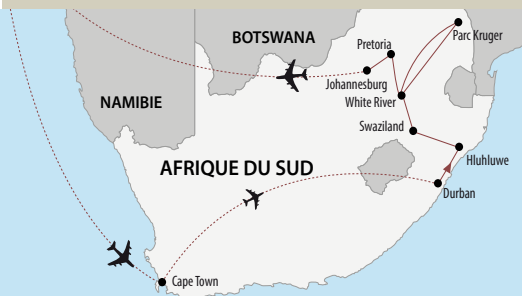 BOTSWANA
Parc Kruger
Pretoria
Johannesburg
NAMIBIE
White River
Swaziland
Hluhluwe
AFRIQUE DU SUD
Durban
Cape Town